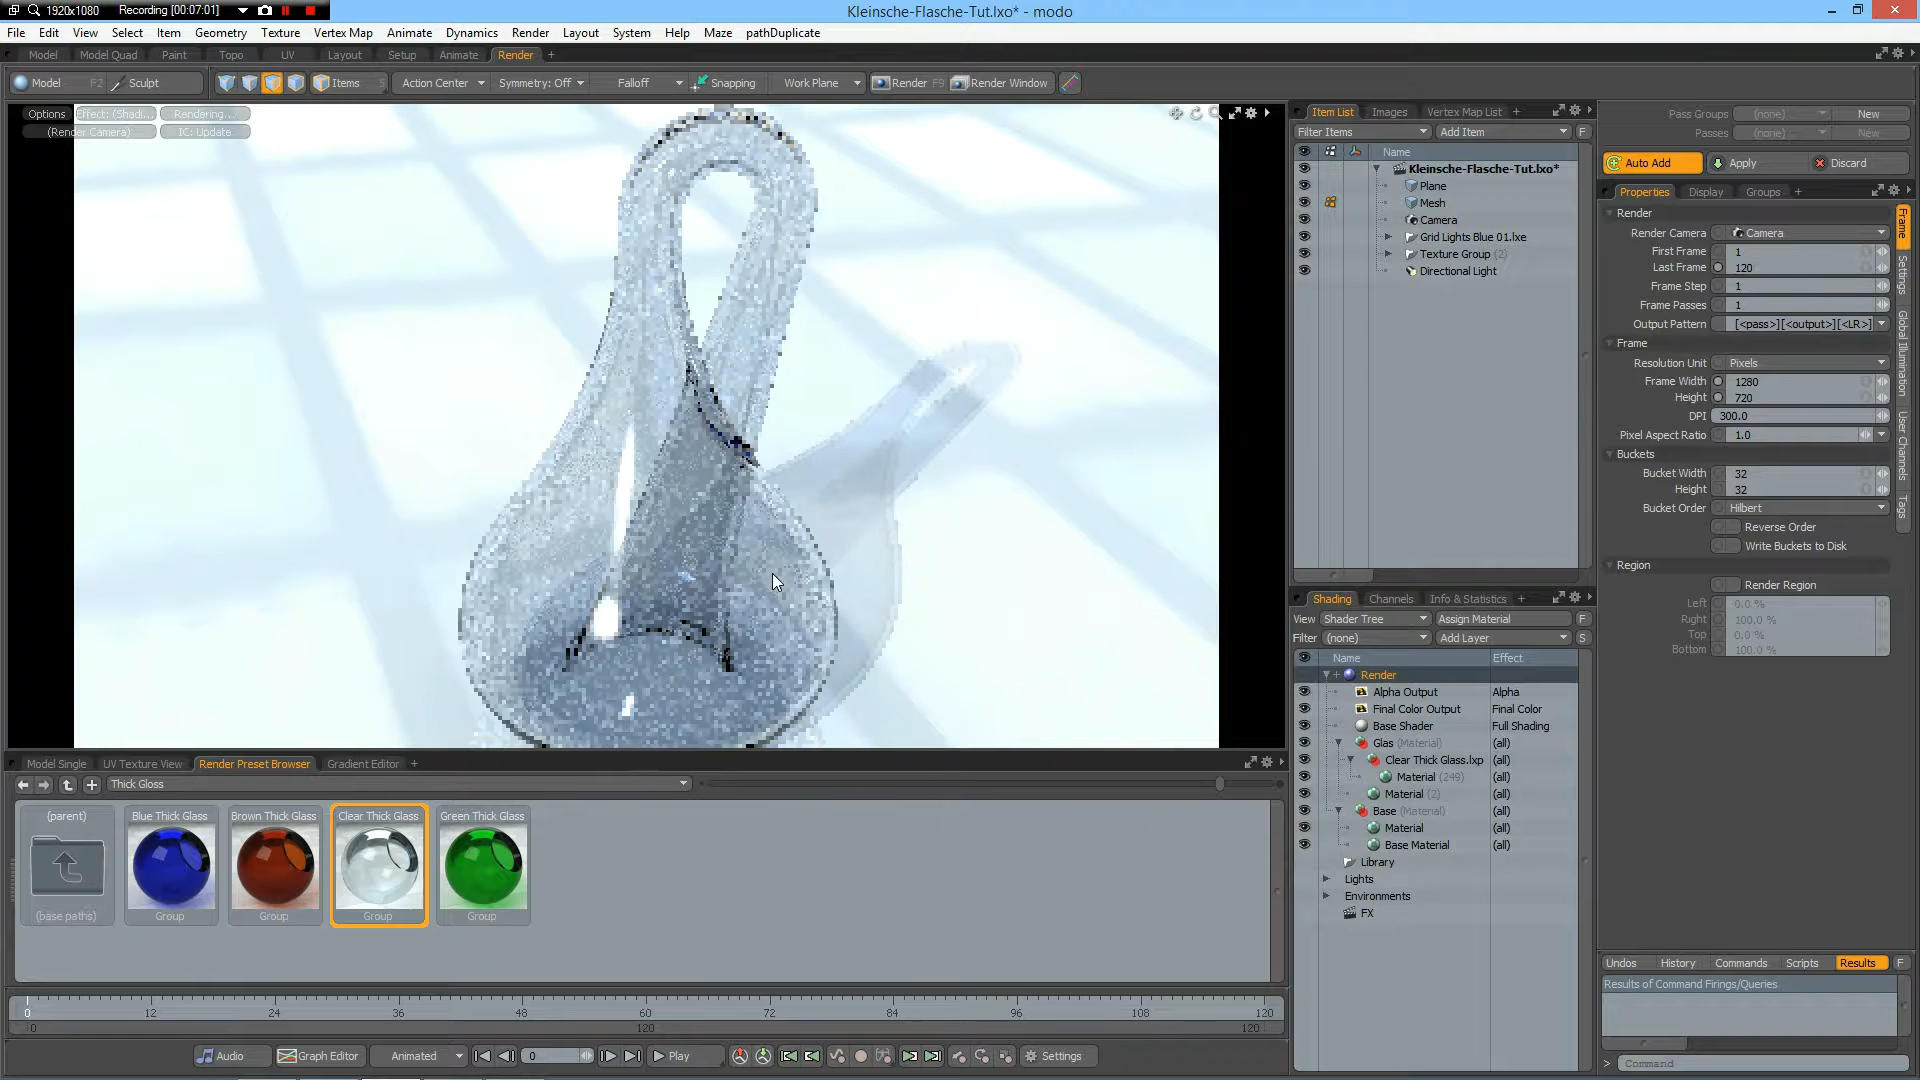 1920x1080 Recording [00:07:01]
Kleinsche-Flasche-Tut.lxo* - modo
File Edit View Select Item Geometry Texture Vertex Map Animate Dynamics Render Layout System Help Maze pathDuplicate
Model Model Quad Paint Topo UV Layout Setup Animate Render +
Model F2 Sculpt Items 5 Action Center Symmetry: Off Falloff Snapping Work Plane Render F9 Render Window
Options Effect: (Shadi... Rendering...
(Render Camera) IC: Update
Item List Images Vertex Map List +
Filter Items Add Item F
Name
Kleinsche-Flasche-Tut.lxo*
Plane
Mesh
Camera
Grid Lights Blue 01.lxe
Texture Group (2)
Directional Light
Pass Groups (none) New
Passes (none) New
Auto Add Apply Discard
Properties Display Groups +
Render
Render Camera Camera
First Frame 1
Last Frame 120
Frame Step 1
Frame Passes 1
Output Pattern [<pass>][<output>][<LR>]
Frame
Resolution Unit Pixels
Frame Width 1280
Height 720
DPI 300.0
Pixel Aspect Ratio 1.0
Buckets
Bucket Width 32
Height 32
Bucket Order Hilbert
Reverse Order
Write Buckets to Disk
Region
Render Region
Left 0.0 %
Right 100.0 %
Top 0.0 %
Bottom 100.0 %
Frame
Settings
Global Illumination
User Channels
Tags
Shading Channels Info & Statistics +
View Shader Tree Assign Material F
Filter (none) Add Layer S
Name Effect
Render
Alpha Output Alpha
Final Color Output Final Color
Base Shader Full Shading
Glas (Material) (all)
Clear Thick Glass.lxp (all)
Material (249) (all)
Material (2) (all)
Base (Material) (all)
Material (all)
Base Material (all)
Library
Lights
Environments
FX
Model Single UV Texture View Render Preset Browser Gradient Editor +
Thick Gloss
(parent) Blue Thick Glass Brown Thick Glass Clear Thick Glass Green Thick Glass
(base paths) Group Group Group Group
Undos History Commands Scripts Results F
Results of Command Firings/Queries
Command
0 12 24 36 48 60 72 84 96 108 120
0 120 120
Audio Graph Editor Animated 0 Play Settings